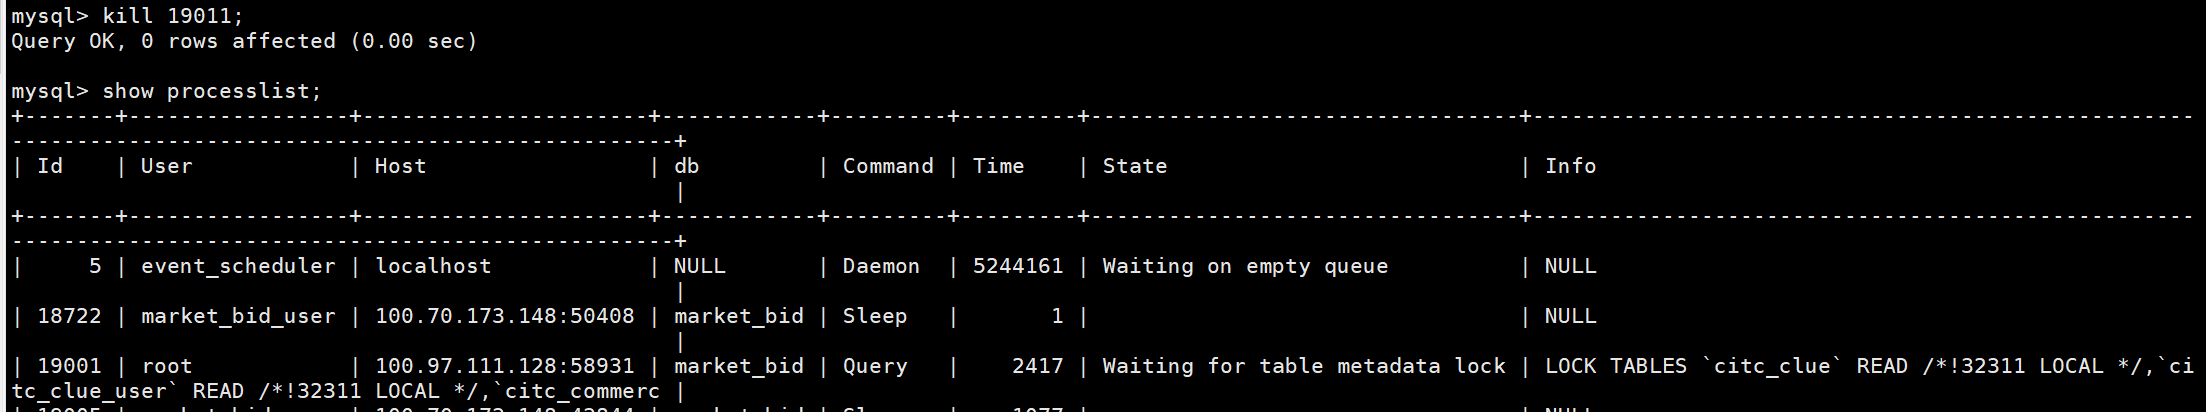 mysql> kill 19011;
Query OK, 0 rows affected (0.00 sec)
mysql> show processlist;
+-------+-----------------+----------------------+------------+---------+---------+---------------------------------+---------------------------------------------------
---------------------------------------------------+
| Id    | User            | Host                 | db         | Command | Time    | State                           | Info
                                                   |
+-------+-----------------+----------------------+------------+---------+---------+---------------------------------+---------------------------------------------------
---------------------------------------------------+
|     5 | event_scheduler | localhost            | NULL       | Daemon  | 5244161 | Waiting on empty queue          | NULL
                                                   |
| 18722 | market_bid_user | 100.70.173.148:50408 | market_bid | Sleep   |       1 |                                 | NULL
                                                   |
| 19001 | root            | 100.97.111.128:58931 | market_bid | Query   |    2417 | Waiting for table metadata lock | LOCK TABLES `citc_clue` READ /*!32311 LOCAL */,`ci
tc_clue_user` READ /*!32311 LOCAL */,`citc_commerc |